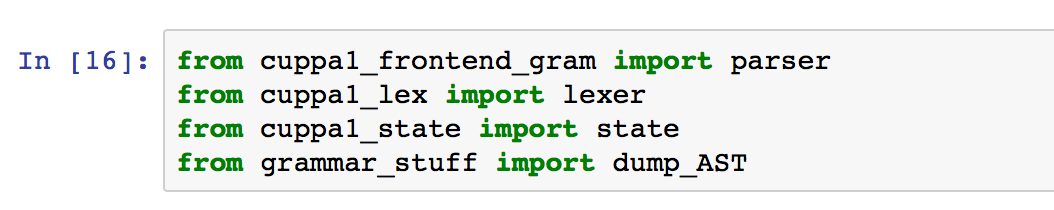 In [16]: from cuppa1_frontend_gram import parser
from cuppa1_lex import lexer
from cuppa1_state import state
from grammar_stuff import dump_AST